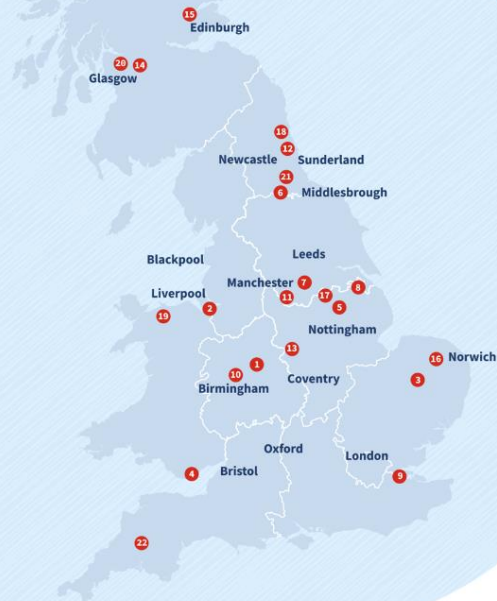 15
Edinburgh
20 14
Glasgow
18
12
Newcastle Sunderland
21
6 Middlesbrough
Leeds
Blackpool
Manchester 7
8
Liverpool 11 17
2 5
19
Nottingham
13
16 Norwich
1
10 3
Birmingham Coventry
Oxford
London
Bristol
4 9
22